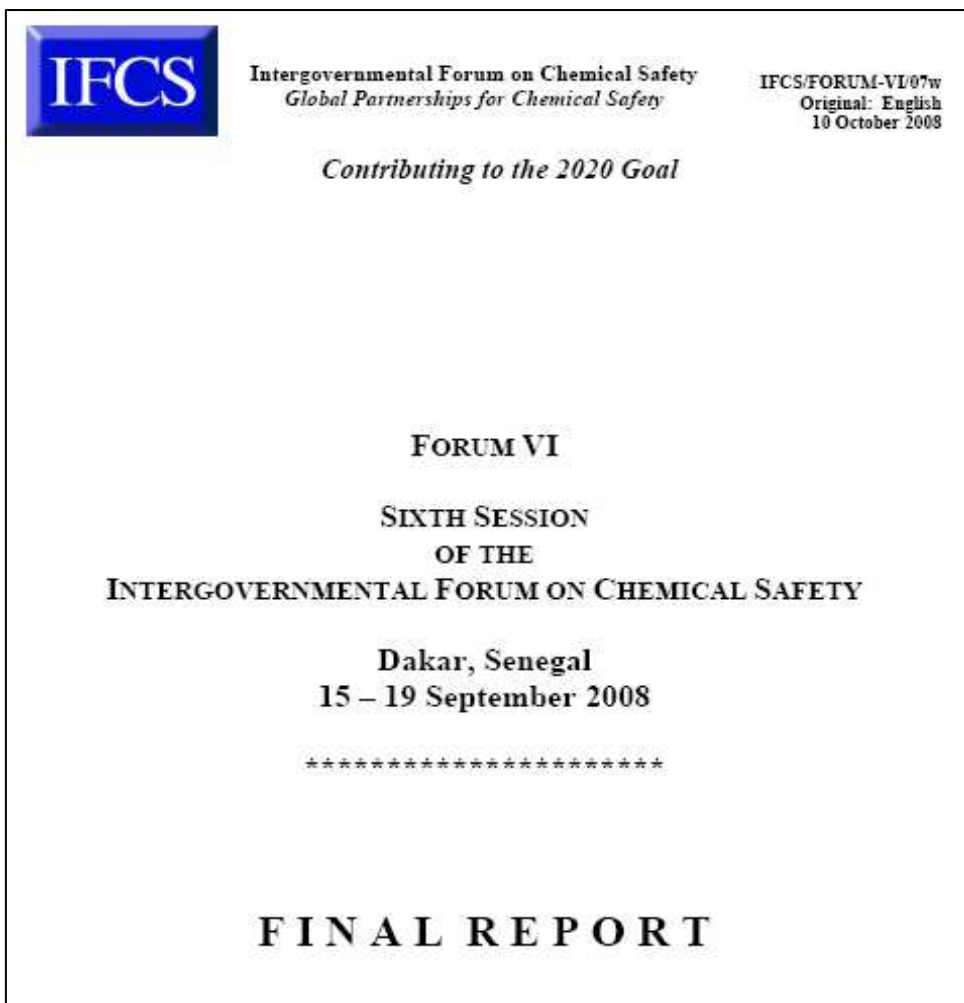 IFCS
Intergovernmental Forum on Chemical Safety
Global Partnerships for Chemical Safety
IFCS/FORUM-VI/07w
Original: English
10 October 2008
Contributing to the 2020 Goal
FORUM VI
SIXTH SESSION
OF THE
INTERGOVERNMENTAL FORUM ON CHEMICAL SAFETY
Dakar, Senegal
15 – 19 September 2008
**********************
F I N A L R E P O R T